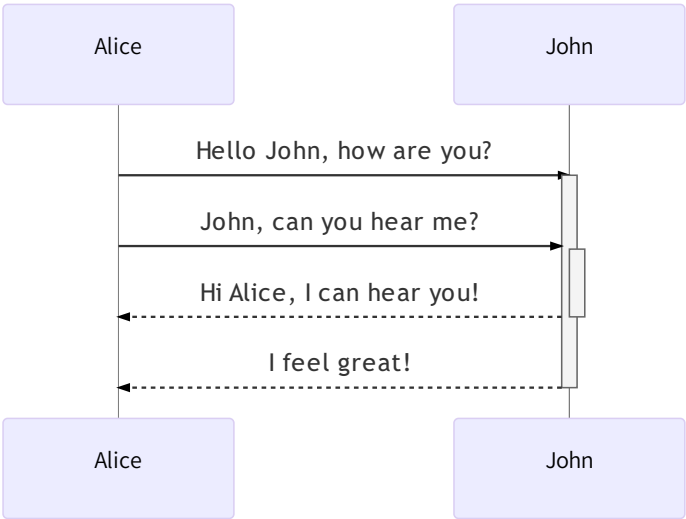 Alice
John
Hello John, how are you?
John, can you hear me?
Hi Alice, I can hear you!
I feel great!
Alice
John